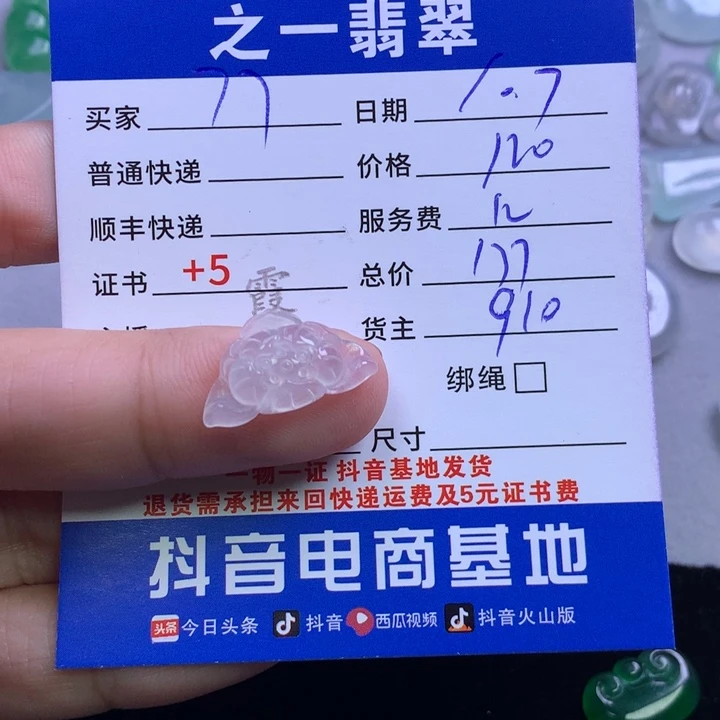 之一翡翠
买家 77 日期 1.7
普通快递 价格 120
顺丰快递 服务费 12
证书 +5 总价 137
霞
货主 910
绑绳
尺寸
一物一证 抖音基地发货
退货需承担来回快递运费及5元证书费
抖音电商基地
头条 今日头条 抖音 西瓜视频 抖音火山版